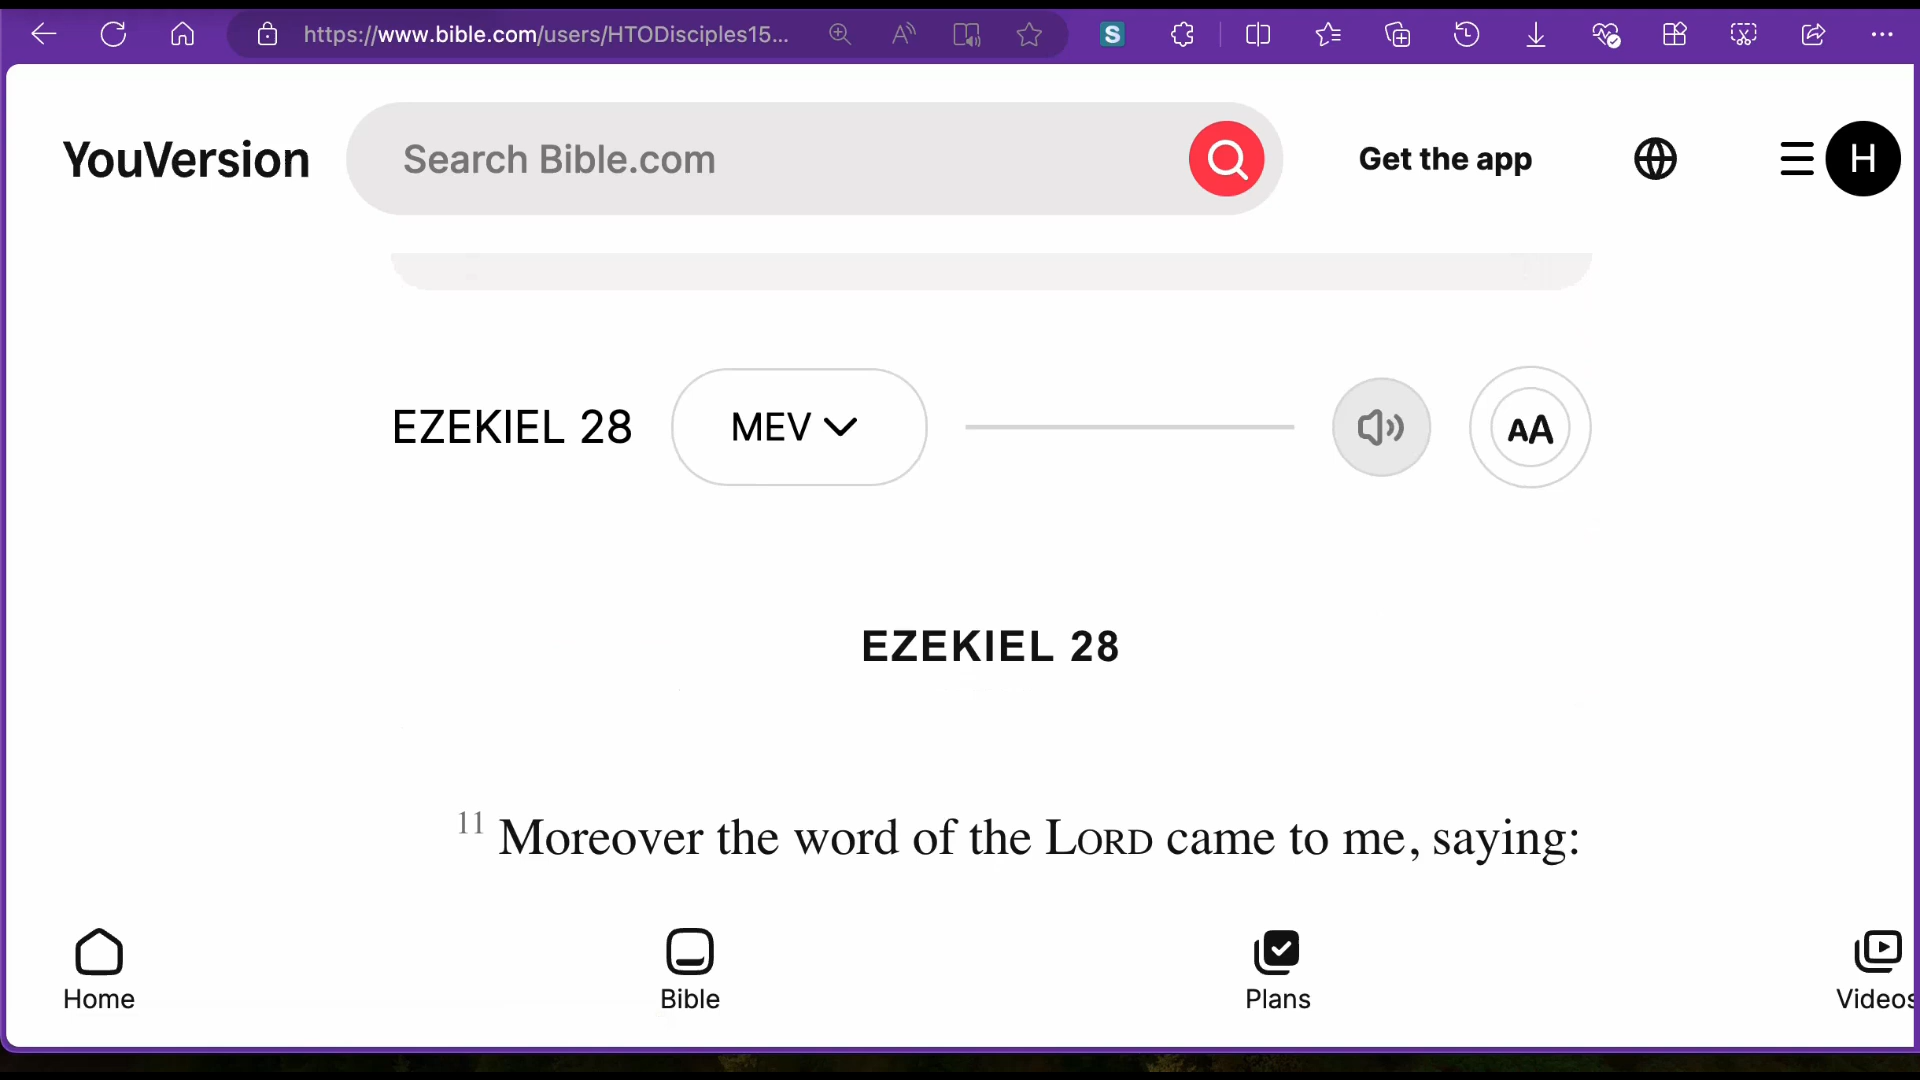 https://www.bible.com/users/HTODisciples15...
S
YouVersion
Search Bible.com
Get the app
H
EZEKIEL 28
MEV
AA
EZEKIEL 28
11 Moreover the word of the LORD came to me, saying:
Home
Bible
Plans
Videos